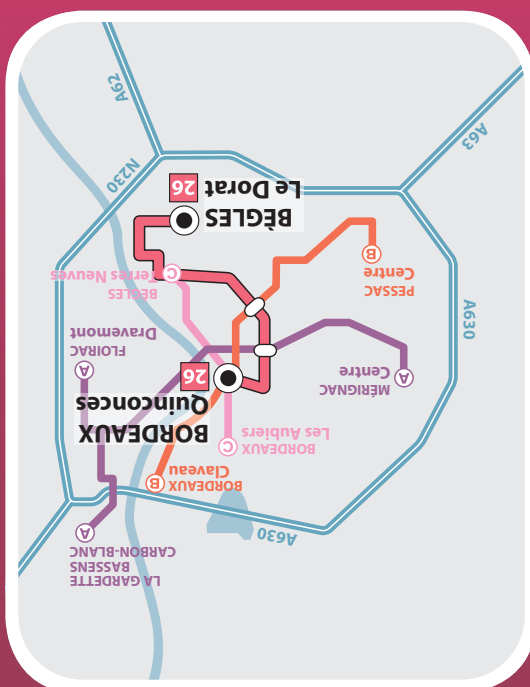 LA GARDETTE
BASSENS
CARBON-BLANC
A
A630
BORDEAUX
Claveau
B
BORDEAUX
Les Aubiers
C
BORDEAUX
Quinconces
26
MÉRIGNAC
Centre
A
FLOIRAC
Dravemont
A
A630
PESSAC
Centre
B
BÈGLES
Terres Neuves
C
BÈGLES
Le Dorat
26
N230
A63
A62